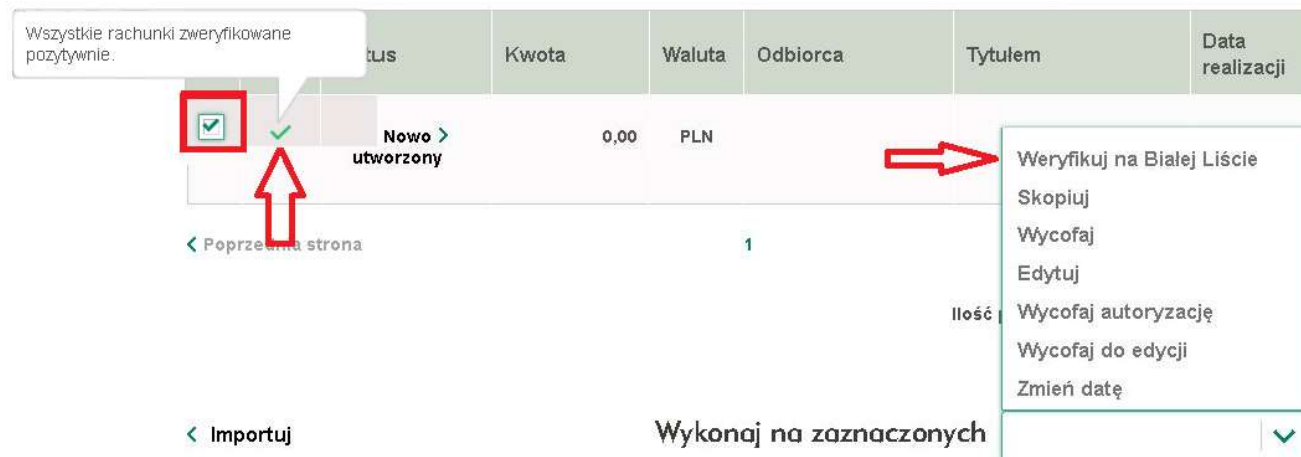 Wszystkie rachunki zweryfikowane
pozytywnie.
tus Kwota Waluta Odbiorca Tytułem Data
realizacji
Nowo
utworzony
0,00 PLN
Weryfikuj na Białej Liście
Skopiuj
Wycofaj
Edytuj
Wycofaj autoryzację
Wycofaj do edycji
Zmień datę
Poprzednia strona 1
Ilość
Importuj Wykonaj na zaznaczonych